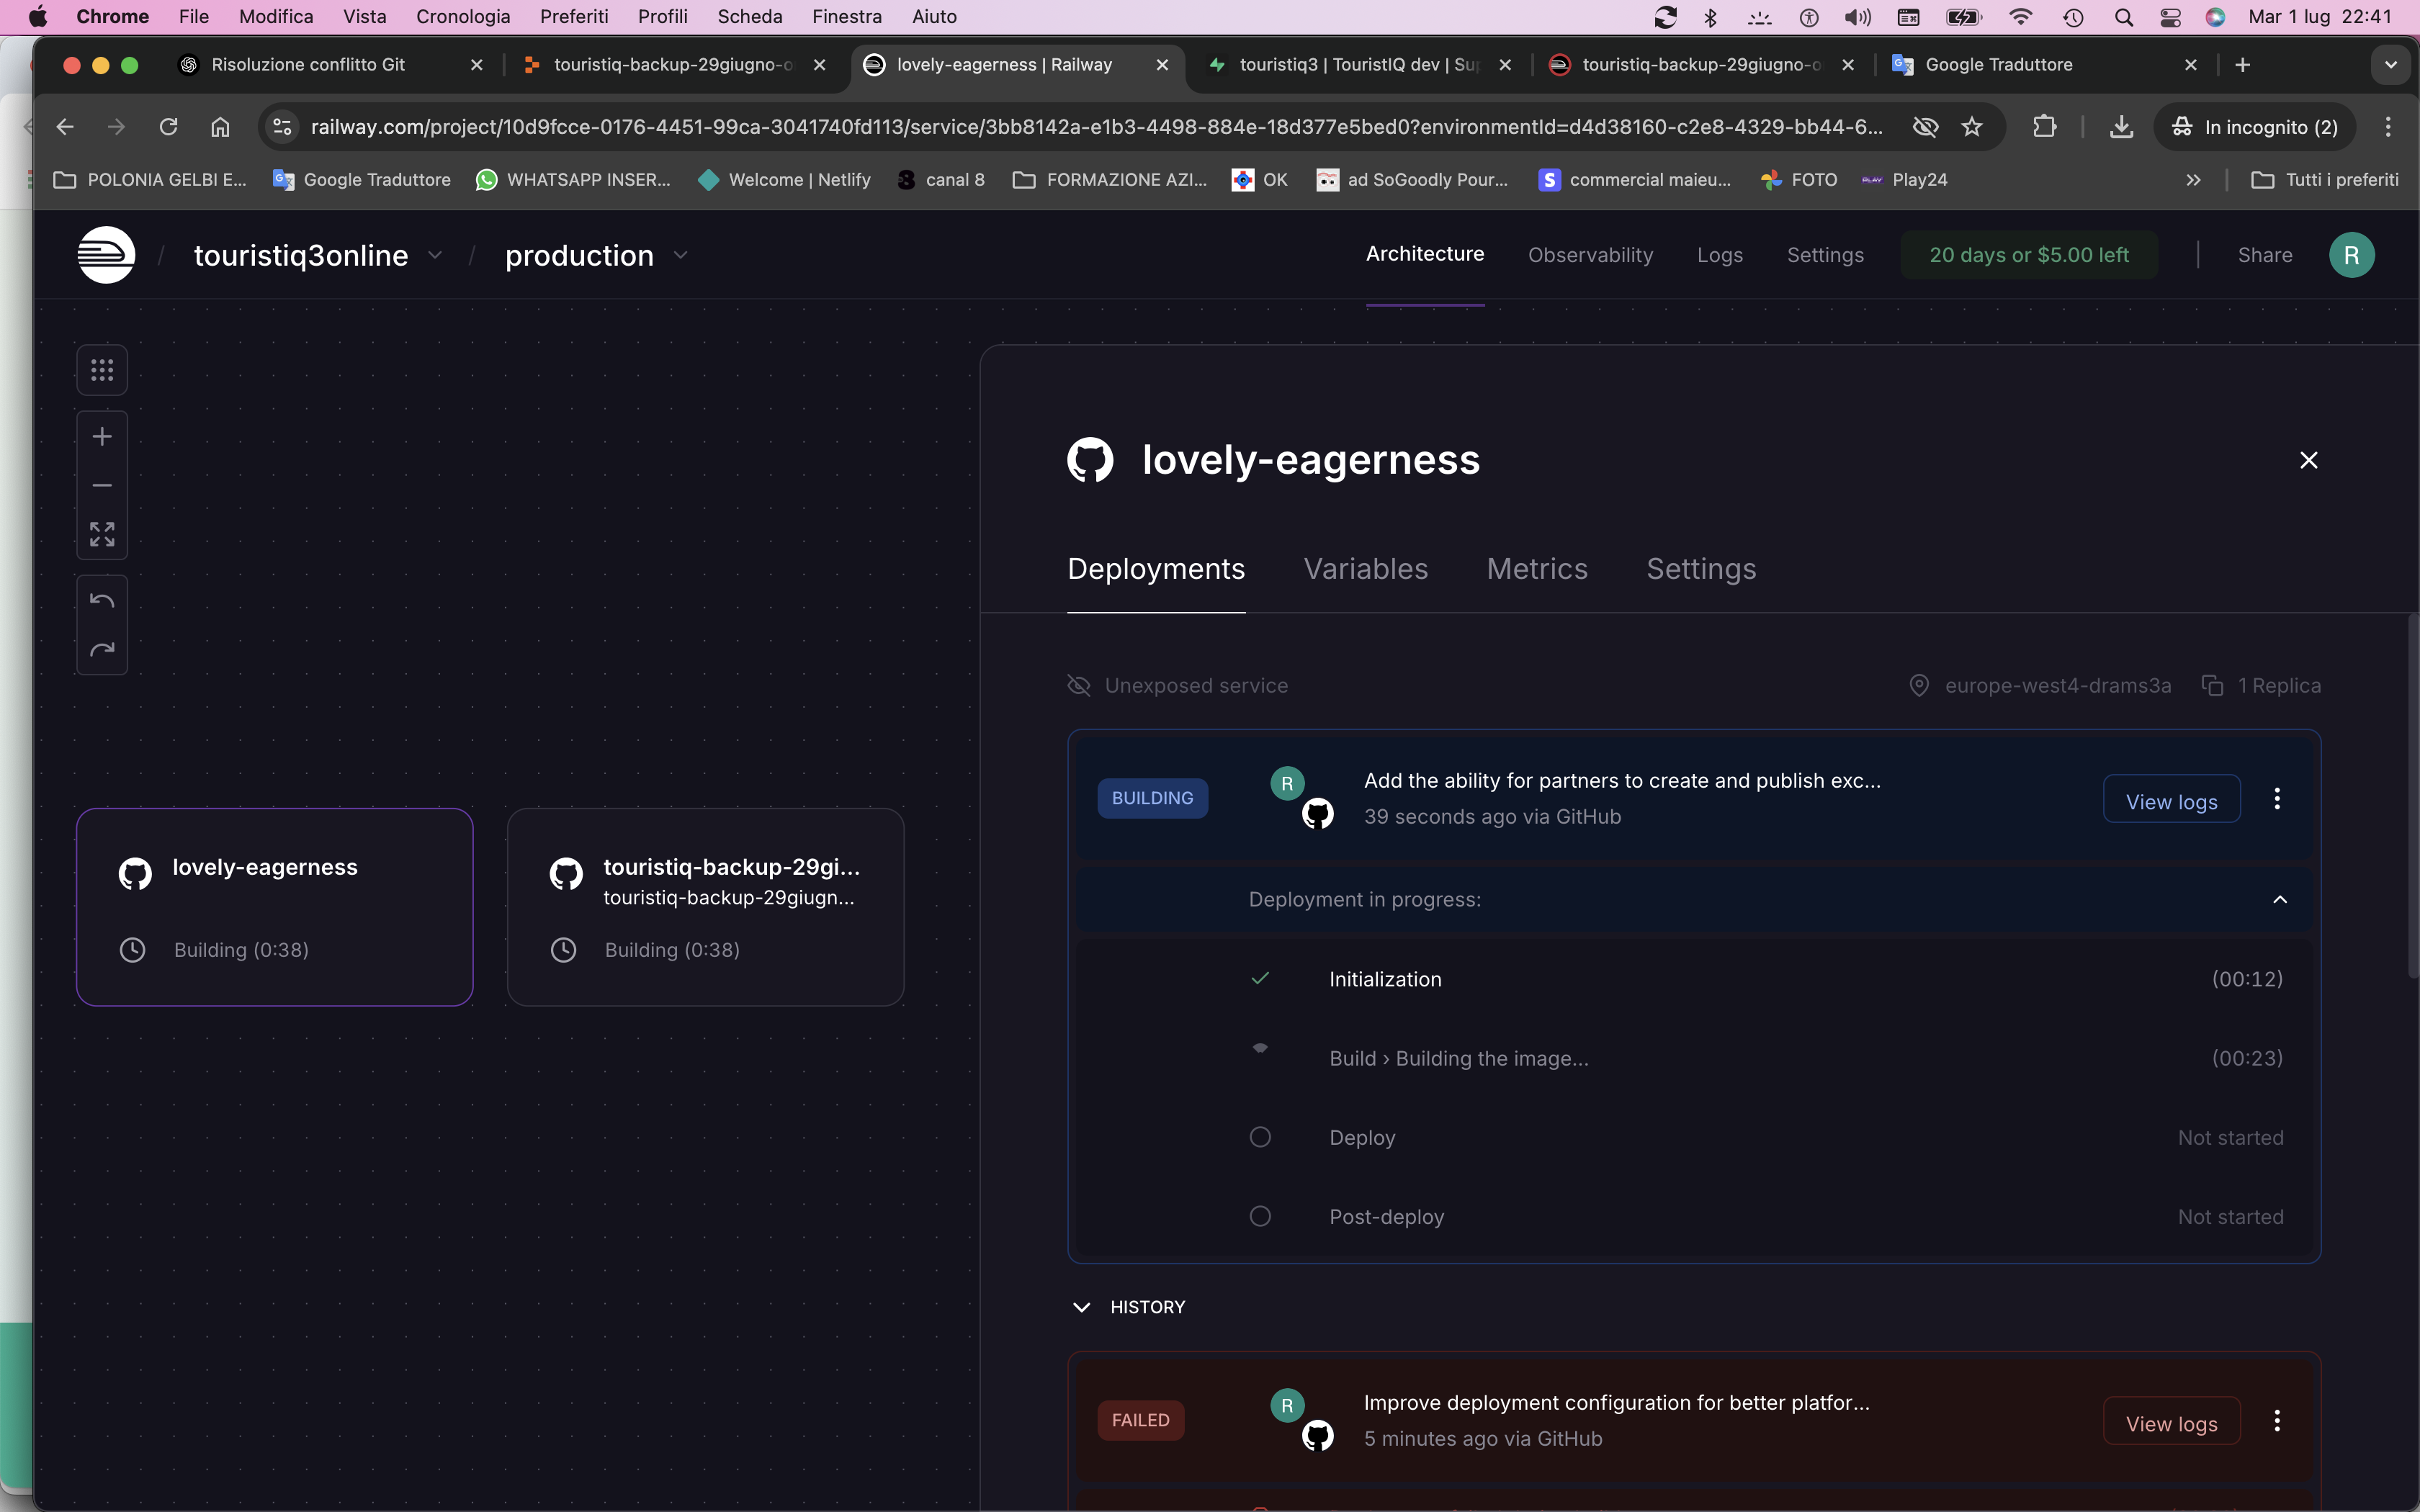 Chrome File Modifica Vista Cronologia Preferiti Profili Scheda Finestra Aiuto Mar 1 lug 22:41
Risoluzione conflitto Git touristiq-backup-29giugno-o lovely-eagerness | Railway touristiq3 | TouristIQ dev | Sup touristiq-backup-29giugno-o Google Traduttore
railway.com/project/10d9fcce-0176-4451-99ca-3041740fd113/service/3bb8142a-e1b3-4498-884e-18d377e5bed0?environmentId=d4d38160-c2e8-4329-bb44-6... In incognito (2)
POLONIA GELBI E... Google Traduttore WHATSAPP INSER... Welcome | Netlify canal 8 FORMAZIONE AZI... OK ad SoGoodly Pour... commercial maieu... FOTO Play24 Tutti i preferiti
/ touristiq3online / production Architecture Observability Logs Settings 20 days or $5.00 left Share R
lovely-eagerness
Deployments Variables Metrics Settings
Unexposed service europe-west4-drams3a 1 Replica
BUILDING R Add the ability for partners to create and publish exc...
39 seconds ago via GitHub
View logs
lovely-eagerness
Building (0:38)
touristiq-backup-29gi...
touristiq-backup-29giugn...
Building (0:38)
Deployment in progress:
Initialization (00:12)
Build › Building the image... (00:23)
Deploy Not started
Post-deploy Not started
HISTORY
FAILED R Improve deployment configuration for better platfor...
5 minutes ago via GitHub
View logs